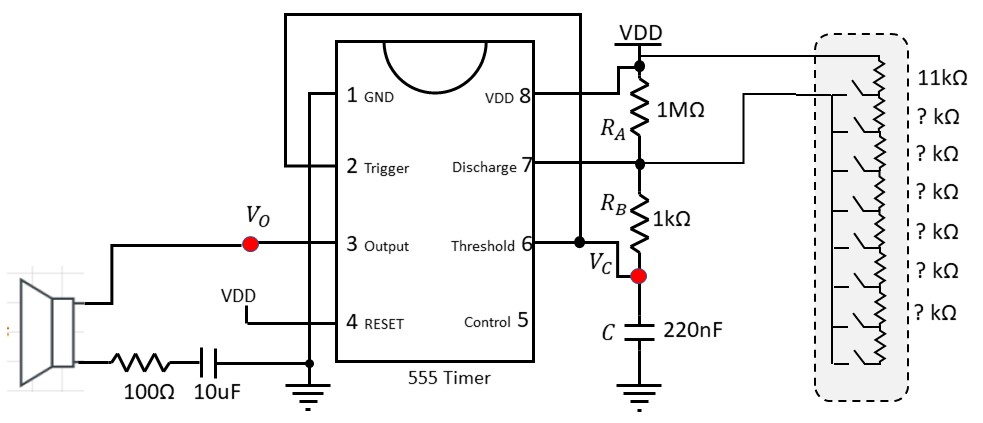 VDD
1 GND
VDD 8
1MΩ
R_A
11kΩ
? kΩ
? kΩ
? kΩ
? kΩ
? kΩ
? kΩ
2 Trigger
Discharge 7
R_B
1kΩ
V_O
3 Output
Threshold 6
V_C
VDD
4 RESET
Control 5
C
220nF
100Ω
10uF
555 Timer